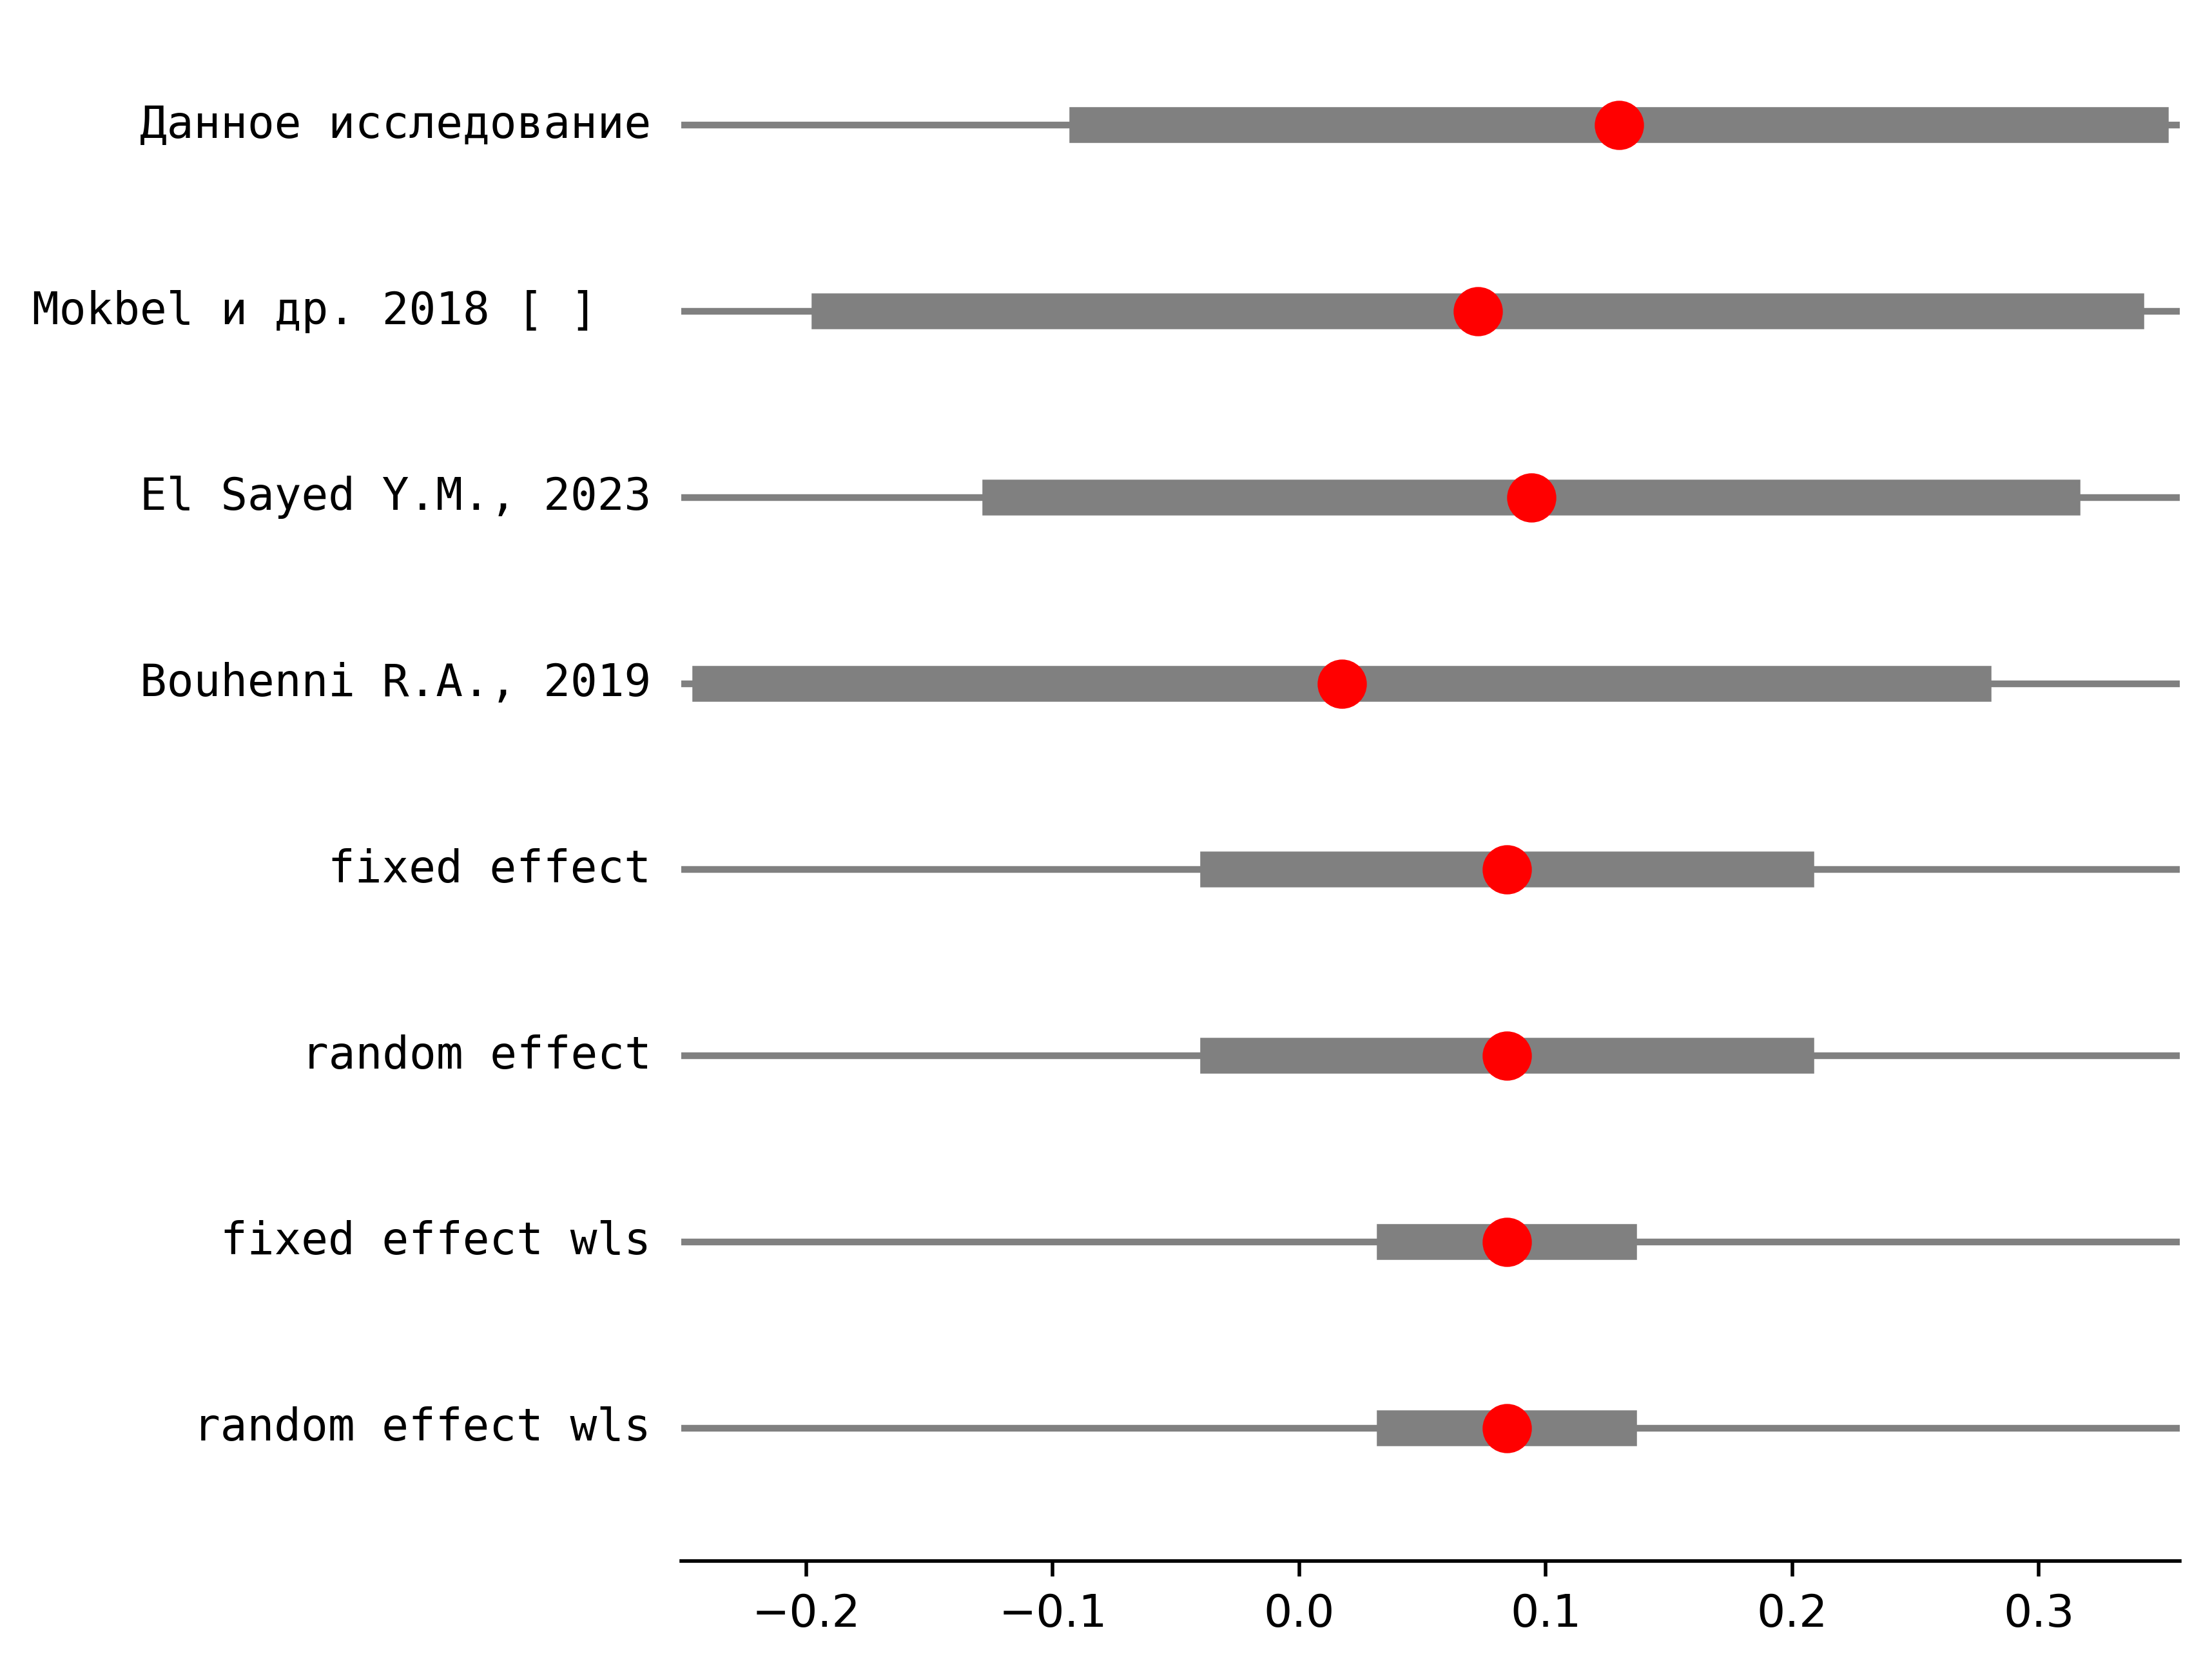 Данное исследование
Mokbel и др. 2018 [ ]
El Sayed Y.M., 2023
Bouhenni R.A., 2019
fixed effect
random effect
fixed effect wls
random effect wls
−0.2 −0.1 0.0 0.1 0.2 0.3